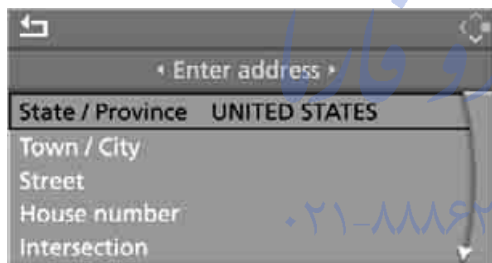 Enter address
State / Province UNITED STATES
Town / City
Street
House number
Intersection